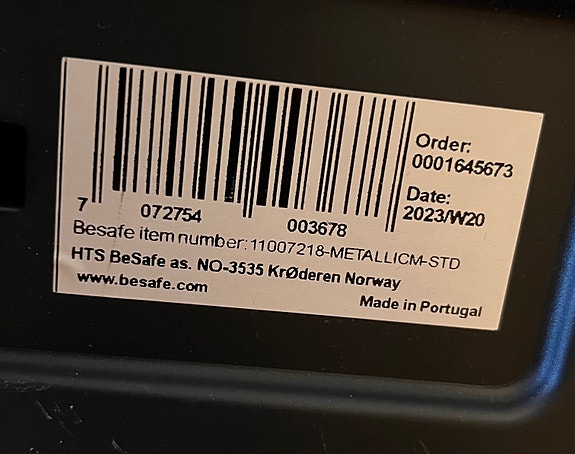 Order:
0001645673
Date:
2023/W20
7 072754 003678
Besafe item number:11007218-METALLICM-STD
HTS BeSafe as. NO-3535 KrØderen Norway
www.besafe.com
Made in Portugal